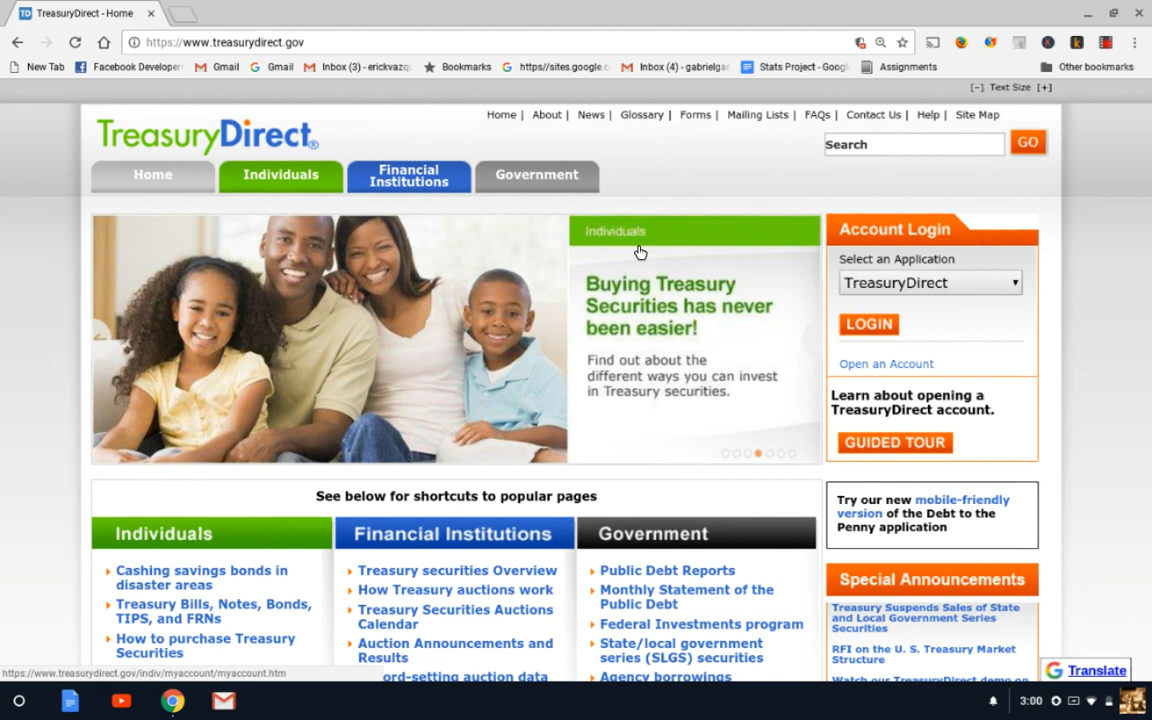 TreasuryDirect - Home
https://www.treasurydirect.gov
New Tab
Facebook Develope
Gmail
Gmail
Inbox (3) - erickvazq
Bookmarks
https//sites.google.c
Inbox (4) - gabrielga
Stats Project - Goog
Assignments
Other bookmarks
[-] Text Size [+]
Home | About | News | Glossary | Forms | Mailing Lists | FAQs | Contact Us | Help | Site Map
TreasuryDirect®
Search GO
Home
Individuals
Financial
Institutions
Government
Individuals
Buying Treasury
Securities has never
been easier!
Find out about the
different ways you can invest
in Treasury securities.
Account Login
Select an Application
TreasuryDirect
LOGIN
Open an Account
Learn about opening a
TreasuryDirect account.
GUIDED TOUR
See below for shortcuts to popular pages
Individuals
Cashing savings bonds in
disaster areas
Treasury Bills, Notes, Bonds,
TIPS, and FRNs
How to purchase Treasury
Securities
Financial Institutions
Treasury securities Overview
How Treasury auctions work
Treasury Securities Auctions
Calendar
Auction Announcements and
Results
ord-setting auction data
Government
Public Debt Reports
Monthly Statement of the
Public Debt
Federal Investments program
State/local government
series (SLGS) securities
Agency borrowings
Try our new mobile-friendly
version of the Debt to the
Penny application
Special Announcements
Treasury Suspends Sales of State
and Local Government Series
Securities
RFI on the U. S. Treasury Market
Structure
Watch our TreasuryDirect demo on
Translate
https://www.treasurydirect.gov/indiv/myaccount/myaccount.htm
3:00